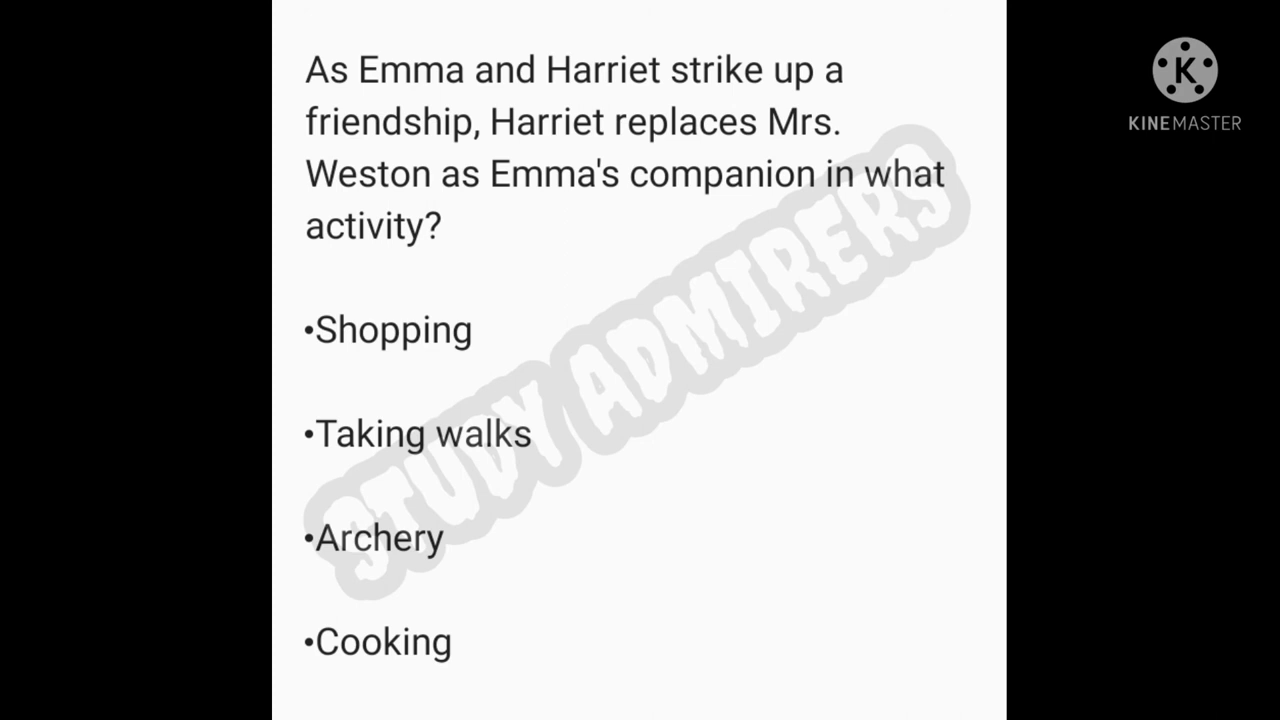 As Emma and Harriet strike up a
friendship, Harriet replaces Mrs.
Weston as Emma's companion in what
activity?
•Shopping
•Taking walks
•Archery
•Cooking
STUDY ADMIRERS
K
KINEMASTER